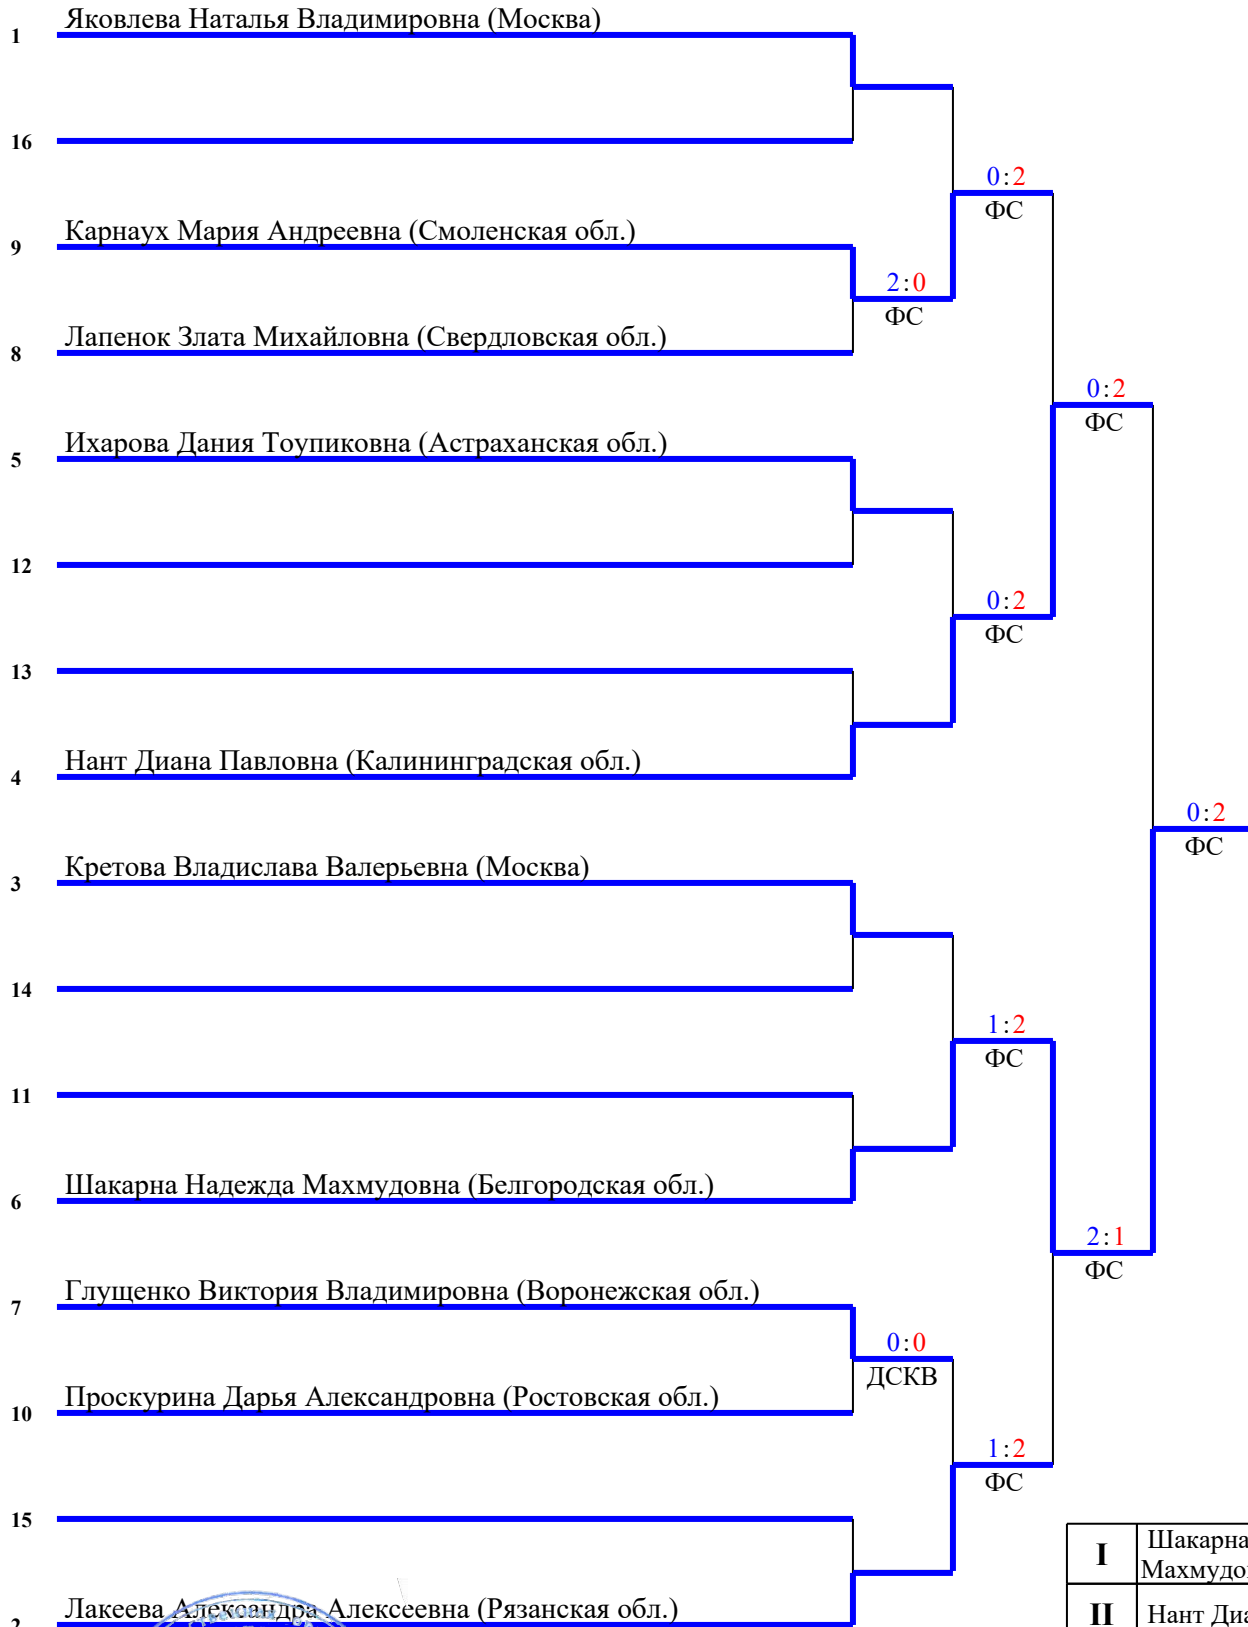 Яковлева Наталья Владимировна (Москва)
1
16
0:2
ФС
Карнаух Мария Андреевна (Смоленская обл.)
9
2:0
ФС
Лапенок Злата Михайловна (Свердловская обл.)
8
0:2
ФС
Ихарова Дания Тоупиковна (Астраханская обл.)
5
12
0:2
ФС
13
Нант Диана Павловна (Калининградская обл.)
4
0:2
ФС
Кретова Владислава Валерьевна (Москва)
3
14
1:2
ФС
11
Шакарна Надежда Махмудовна (Белгородская обл.)
6
2:1
ФС
Глущенко Виктория Владимировна (Воронежская обл.)
7
0:0
ДСКВ
Проскурина Дарья Александровна (Ростовская обл.)
10
1:2
ФС
15
I Шакарна
Махмудо
Лакеева Александра Алексеевна (Рязанская обл.)
2
II Нант Диа